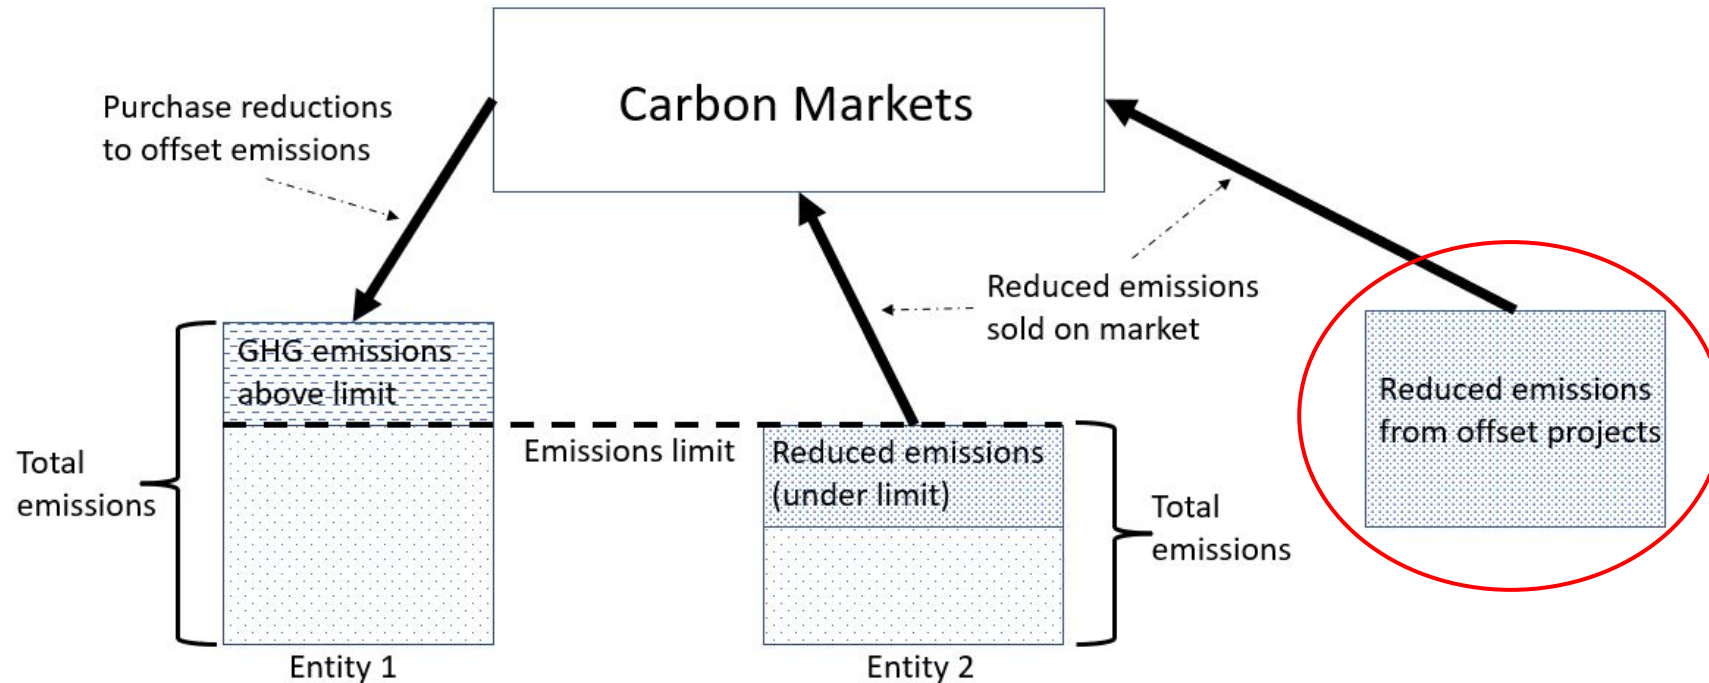 Carbon Markets
Purchase reductions
to offset emissions
Reduced emissions
sold on market
GHG emissions
above limit
Reduced emissions
from offset projects
Emissions limit
Reduced emissions
(under limit)
Total
emissions
Total
emissions
Entity 1
Entity 2